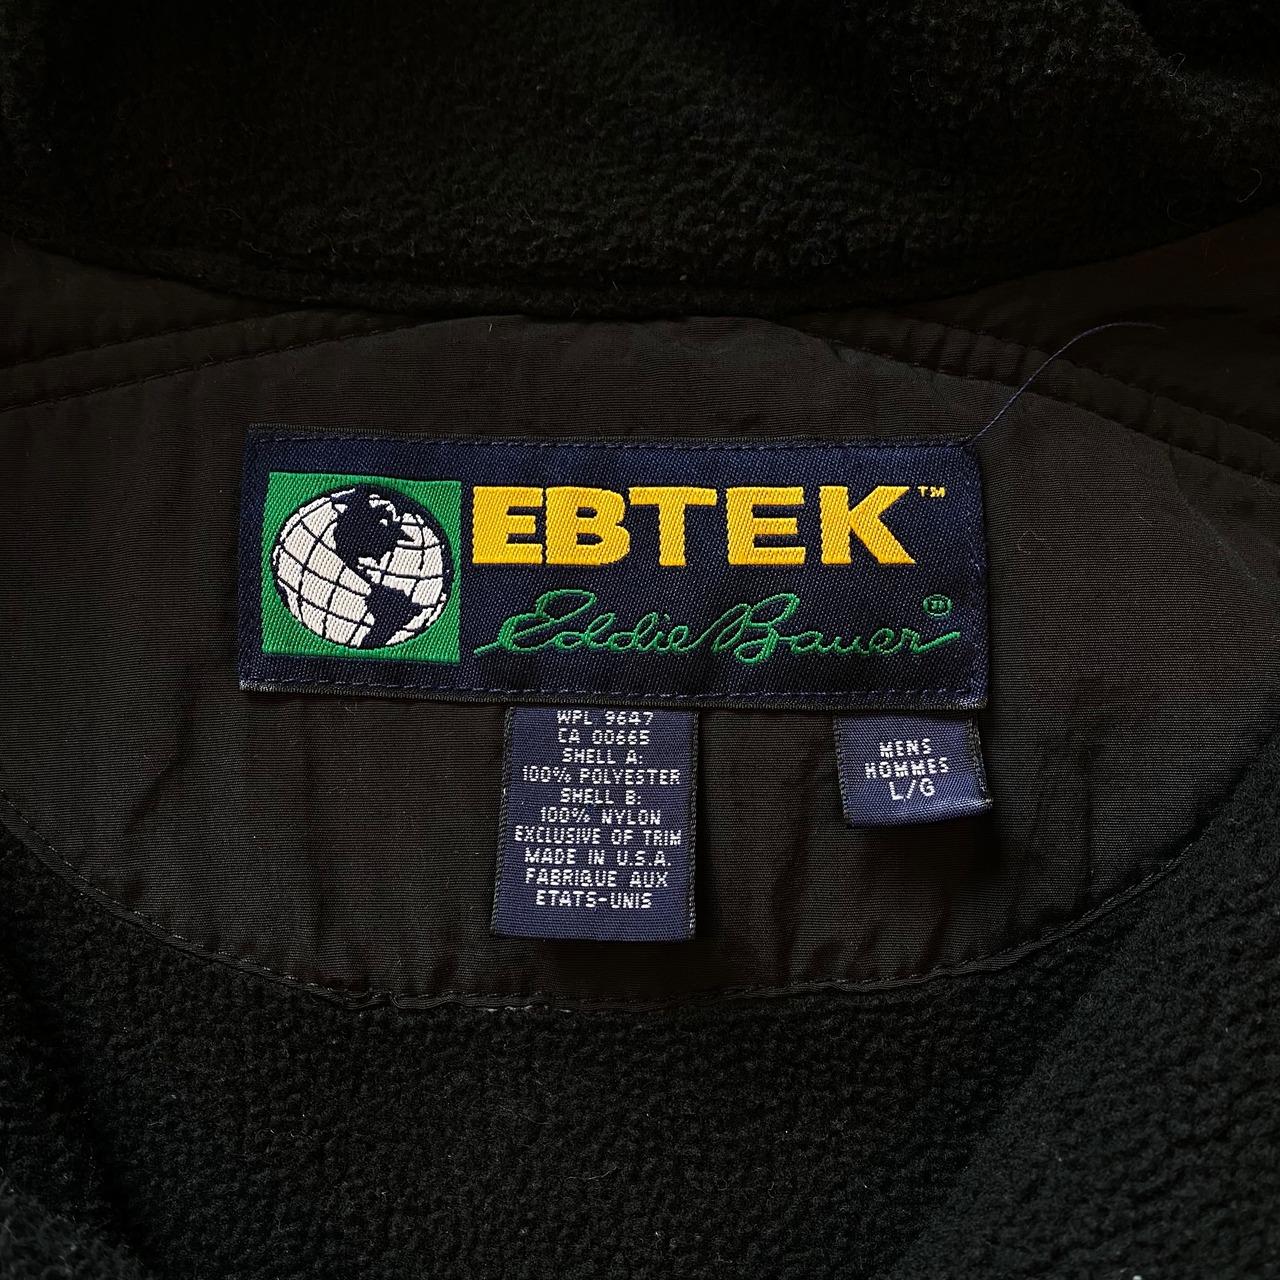 EBTEK™
Eddie Bauer®
WPL 9647
CA 00665
SHELL A:
100% POLYESTER
SHELL B:
100% NYLON
EXCLUSIVE OF TRIM
MADE IN U.S.A.
FABRIQUE AUX
ETATS-UNIS
MENS
HOMMES
L/G